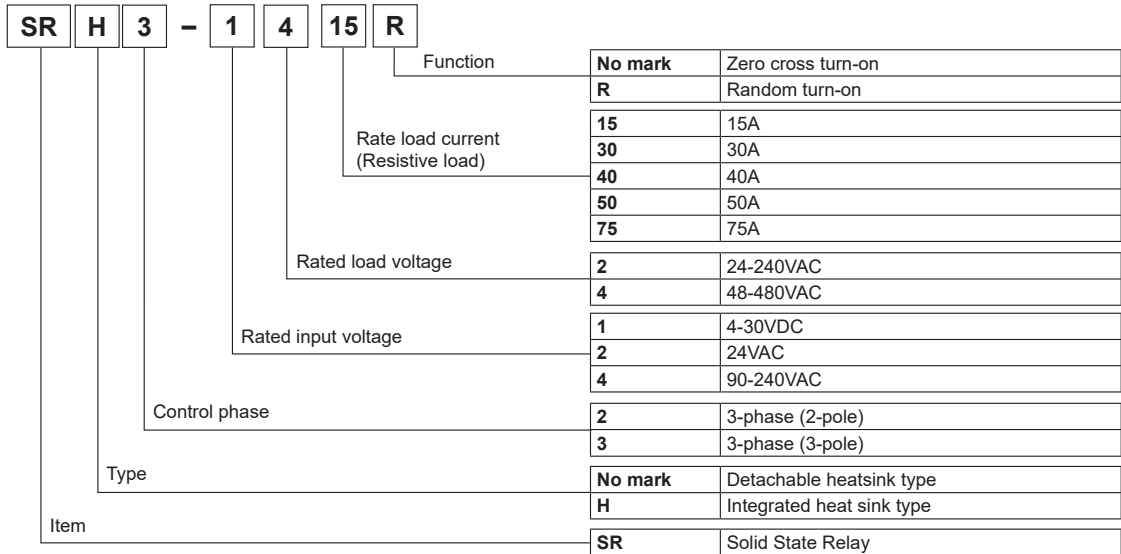 SR H 3 – 1 4 15 R
Function
No mark Zero cross turn-on
R Random turn-on
Rate load current
(Resistive load)
15 15A
30 30A
40 40A
50 50A
75 75A
Rated load voltage
2 24-240VAC
4 48-480VAC
Rated input voltage
1 4-30VDC
2 24VAC
4 90-240VAC
Control phase
2 3-phase (2-pole)
3 3-phase (3-pole)
Type
No mark Detachable heatsink type
H Integrated heat sink type
Item
SR Solid State Relay